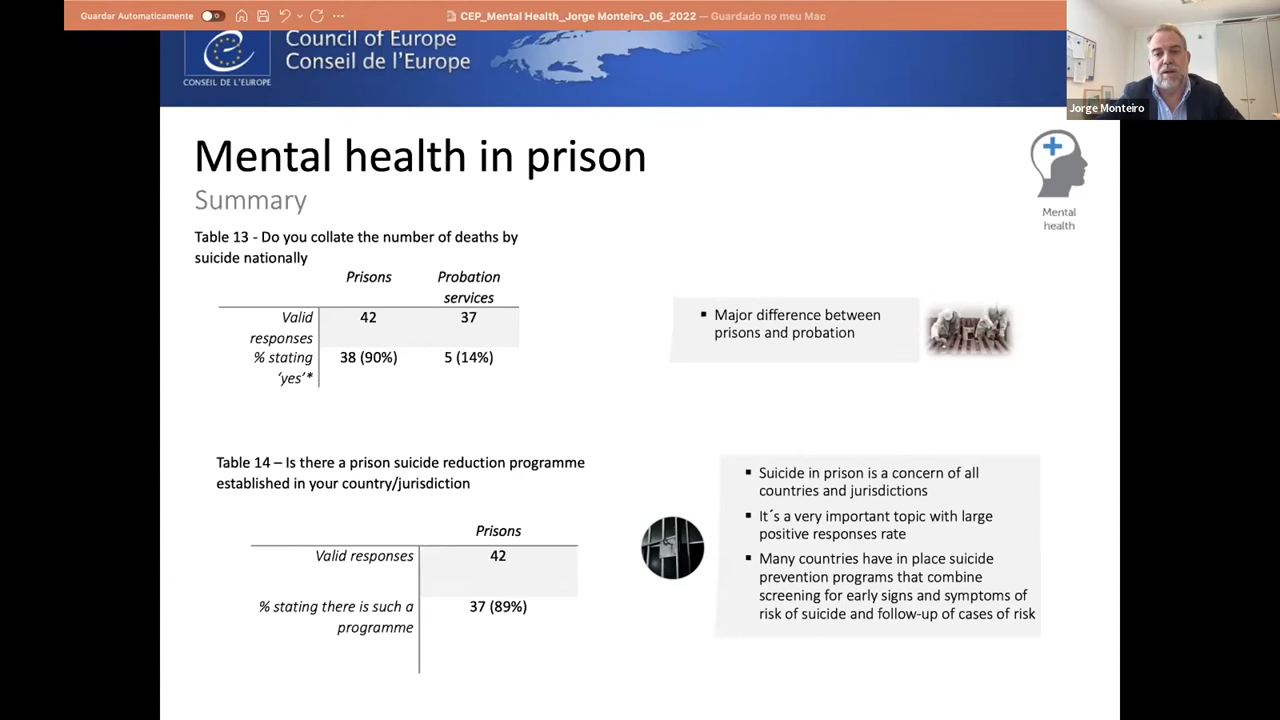 Guardar Automaticamente
CEP_Mental Health_Jorge Monteiro_06_2022 — Guardado no meu Mac
Council of Europe
Conseil de l'Europe
CONSEIL DE L'EUROPE
Jorge Monteiro
Mental health in prison
Summary
Mental
health
Table 13 - Do you collate the number of deaths by
suicide nationally
Prisons Probation
services
Valid 42 37
responses
% stating 38 (90%) 5 (14%)
'yes'*
▪ Major difference between
prisons and probation
Table 14 – Is there a prison suicide reduction programme
established in your country/jurisdiction
Prisons
Valid responses 42
% stating there is such a 37 (89%)
programme
▪ Suicide in prison is a concern of all
countries and jurisdictions
▪ It´s a very important topic with large
positive responses rate
▪ Many countries have in place suicide
prevention programs that combine
screening for early signs and symptoms of
risk of suicide and follow-up of cases of risk